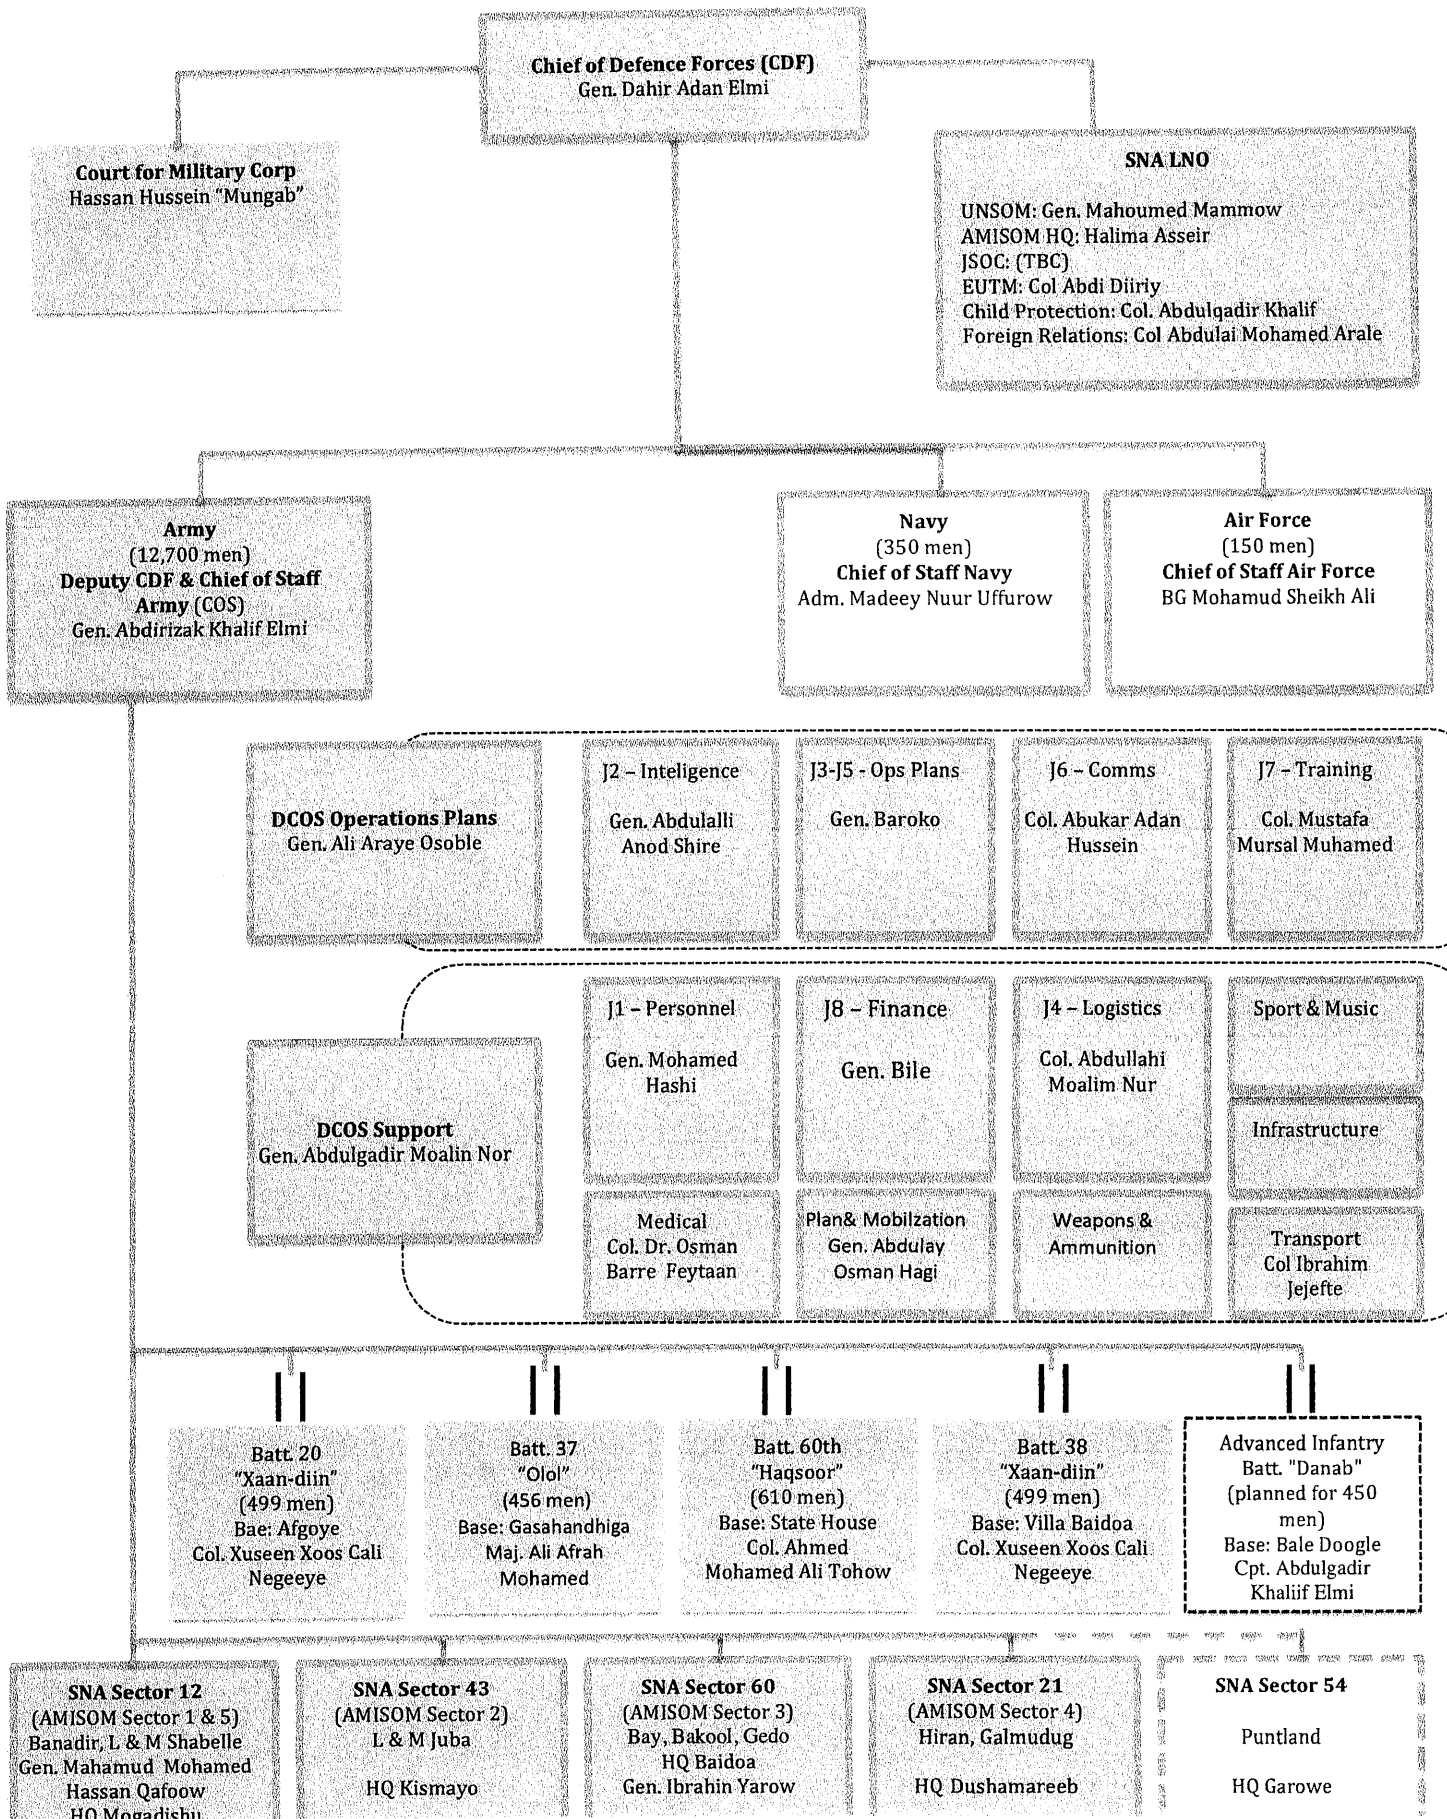 Chief of Defence Forces (CDF)
Gen. Dahir Adan Elmi
Court for Military Corp
Hassan Hussein "Mungab"
SNA LNO
UNSOM: Gen. Mahoumed Mammow
AMISOM HQ: Halima Asseir
JSOC: (TBC)
EUTM: Col Abdi Diiriy
Child Protection: Col. Abdulqadir Khalif
Foreign Relations: Col Abdulai Mohamed Arale
Army
(12,700 men)
Deputy CDF & Chief of Staff
Army (COS)
Gen. Abdirizak Khalif Elmi
Navy
(350 men)
Chief of Staff Navy
Adm. Madeey Nuur Uffurow
Air Force
(150 men)
Chief of Staff Air Force
BG Mohamud Sheikh Ali
DCOS Operations Plans
Gen. Ali Araye Osoble
J2 – Inteligence
Gen. Abdulalli
Anod Shire
J3-J5 - Ops Plans
Gen. Baroko
J6 – Comms
Col. Abukar Adan
Hussein
J7 – Training
Col. Mustafa
Mursal Muhamed
DCOS Support
Gen. Abdulgadir Moalin Nor
J1 – Personnel
Gen. Mohamed
Hashi
J8 – Finance
Gen. Bile
J4 – Logistics
Col. Abdullahi
Moalim Nur
Sport & Music
Infrastructure
Medical
Col. Dr. Osman
Barre Feytaan
Plan& Mobilzation
Gen. Abdulay
Osman Hagi
Weapons &
Ammunition
Transport
Col Ibrahim
Jejefte
Batt. 20
"Xaan-diin"
(499 men)
Bae: Afgoye
Col. Xuseen Xoos Cali
Negeeye
Batt. 37
"Olol"
(456 men)
Base: Gasahandhiga
Maj. Ali Afrah
Mohamed
Batt. 60th
"Haqsoor"
(610 men)
Base: State House
Col. Ahmed
Mohamed Ali Tohow
Batt. 38
"Xaan-diin"
(499 men)
Base: Villa Baidoa
Col. Xuseen Xoos Cali
Negeeye
Advanced Infantry
Batt. "Danab"
(planned for 450
men)
Base: Bale Doogle
Cpt. Abdulgadir
Khaliif Elmi
SNA Sector 12
(AMISOM Sector 1 & 5)
Banadir, L & M Shabelle
Gen. Mahamud Mohamed
Hassan Qafoow
HQ Mogadishu
SNA Sector 43
(AMISOM Sector 2)
L & M Juba
HQ Kismayo
SNA Sector 60
(AMISOM Sector 3)
Bay, Bakool, Gedo
HQ Baidoa
Gen. Ibrahin Yarow
SNA Sector 21
(AMISOM Sector 4)
Hiran, Galmudug
HQ Dushamareeb
SNA Sector 54
Puntland
HQ Garowe